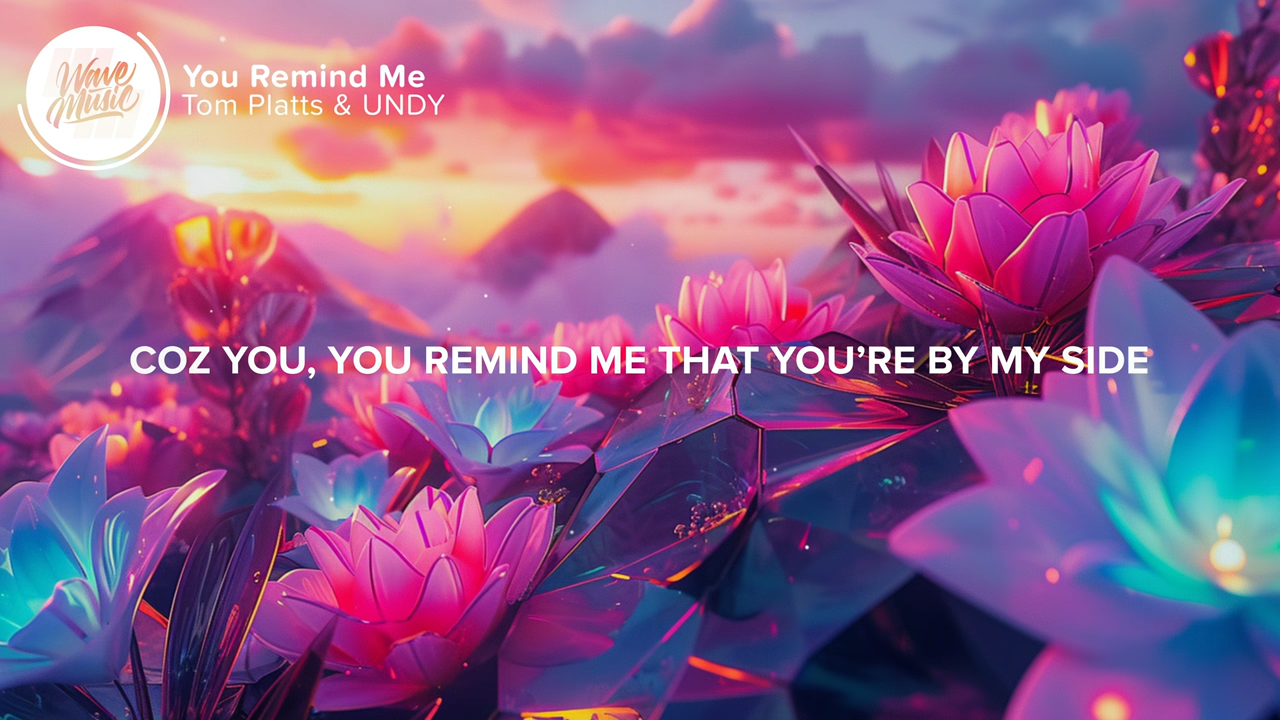 Wave
Music
You Remind Me
Tom Platts & UNDY
COZ YOU, YOU REMIND ME THAT YOU’RE BY MY SIDE